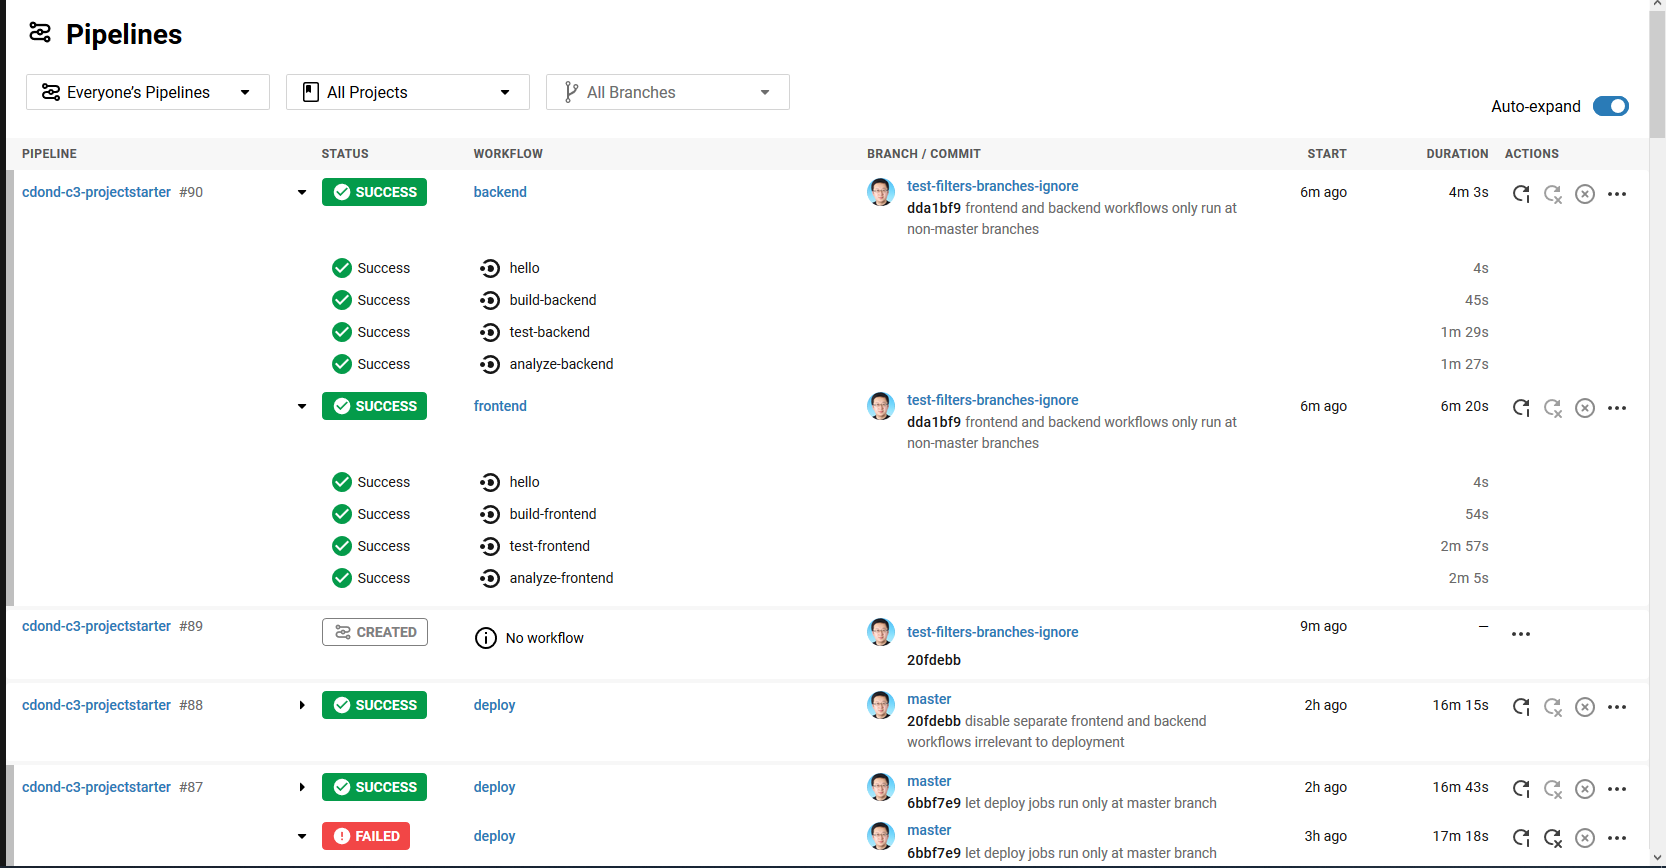 Pipelines
Everyone’s Pipelines All Projects All Branches
Auto-expand
PIPELINE STATUS WORKFLOW BRANCH / COMMIT START DURATION ACTIONS
cdond-c3-projectstarter #90 SUCCESS backend test-filters-branches-ignore 6m ago 4m 3s
dda1bf9 frontend and backend workflows only run at
non-master branches
Success hello 4s
Success build-backend 45s
Success test-backend 1m 29s
Success analyze-backend 1m 27s
SUCCESS frontend test-filters-branches-ignore 6m ago 6m 20s
dda1bf9 frontend and backend workflows only run at
non-master branches
Success hello 4s
Success build-frontend 54s
Success test-frontend 2m 57s
Success analyze-frontend 2m 5s
cdond-c3-projectstarter #89 CREATED No workflow test-filters-branches-ignore 9m ago –
20fdebb
cdond-c3-projectstarter #88 SUCCESS deploy master 2h ago 16m 15s
20fdebb disable separate frontend and backend
workflows irrelevant to deployment
cdond-c3-projectstarter #87 SUCCESS deploy master 2h ago 16m 43s
6bbf7e9 let deploy jobs run only at master branch
FAILED deploy master 3h ago 17m 18s
6bbf7e9 let deploy jobs run only at master branch